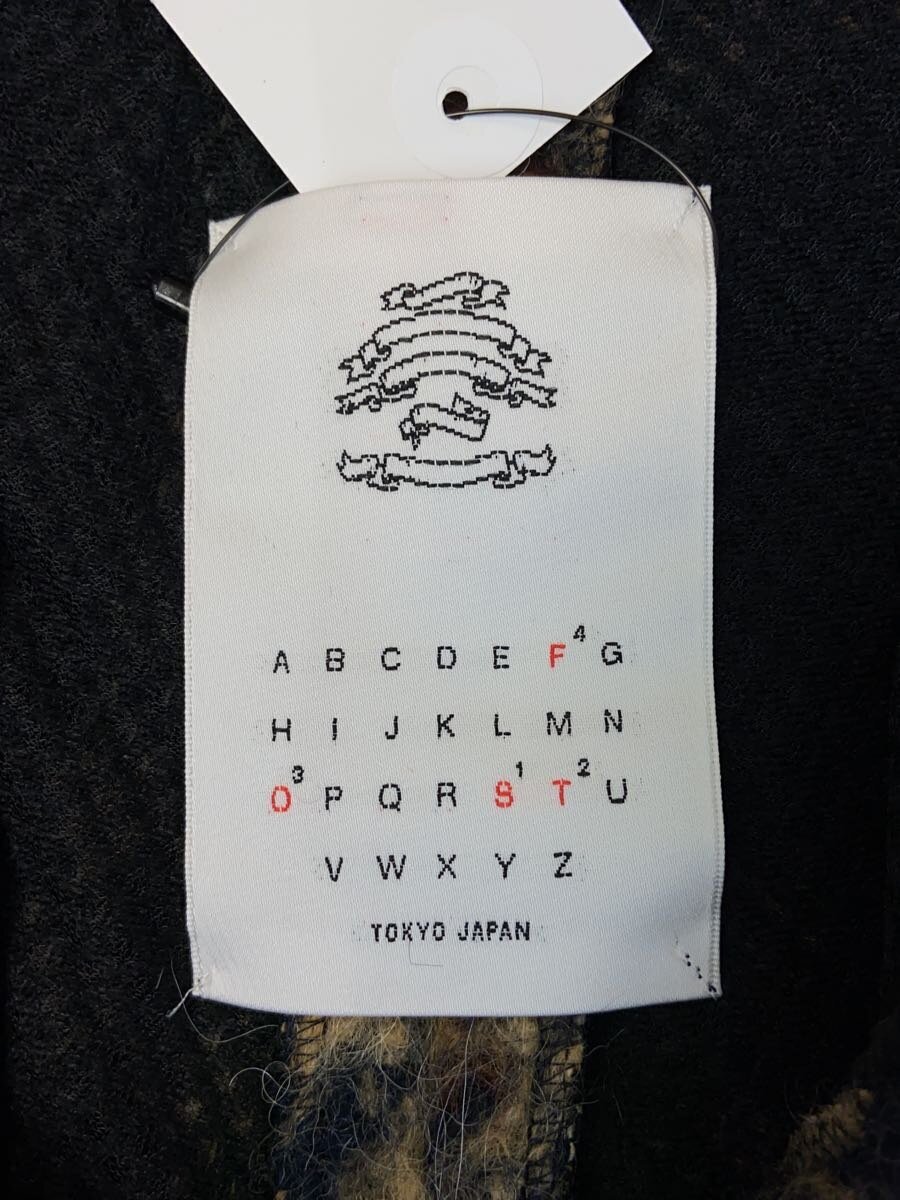 A B C D E F⁴ G
H I J K L M N
O³ P Q R S¹ T² U
V W X Y Z
TOKYO JAPAN